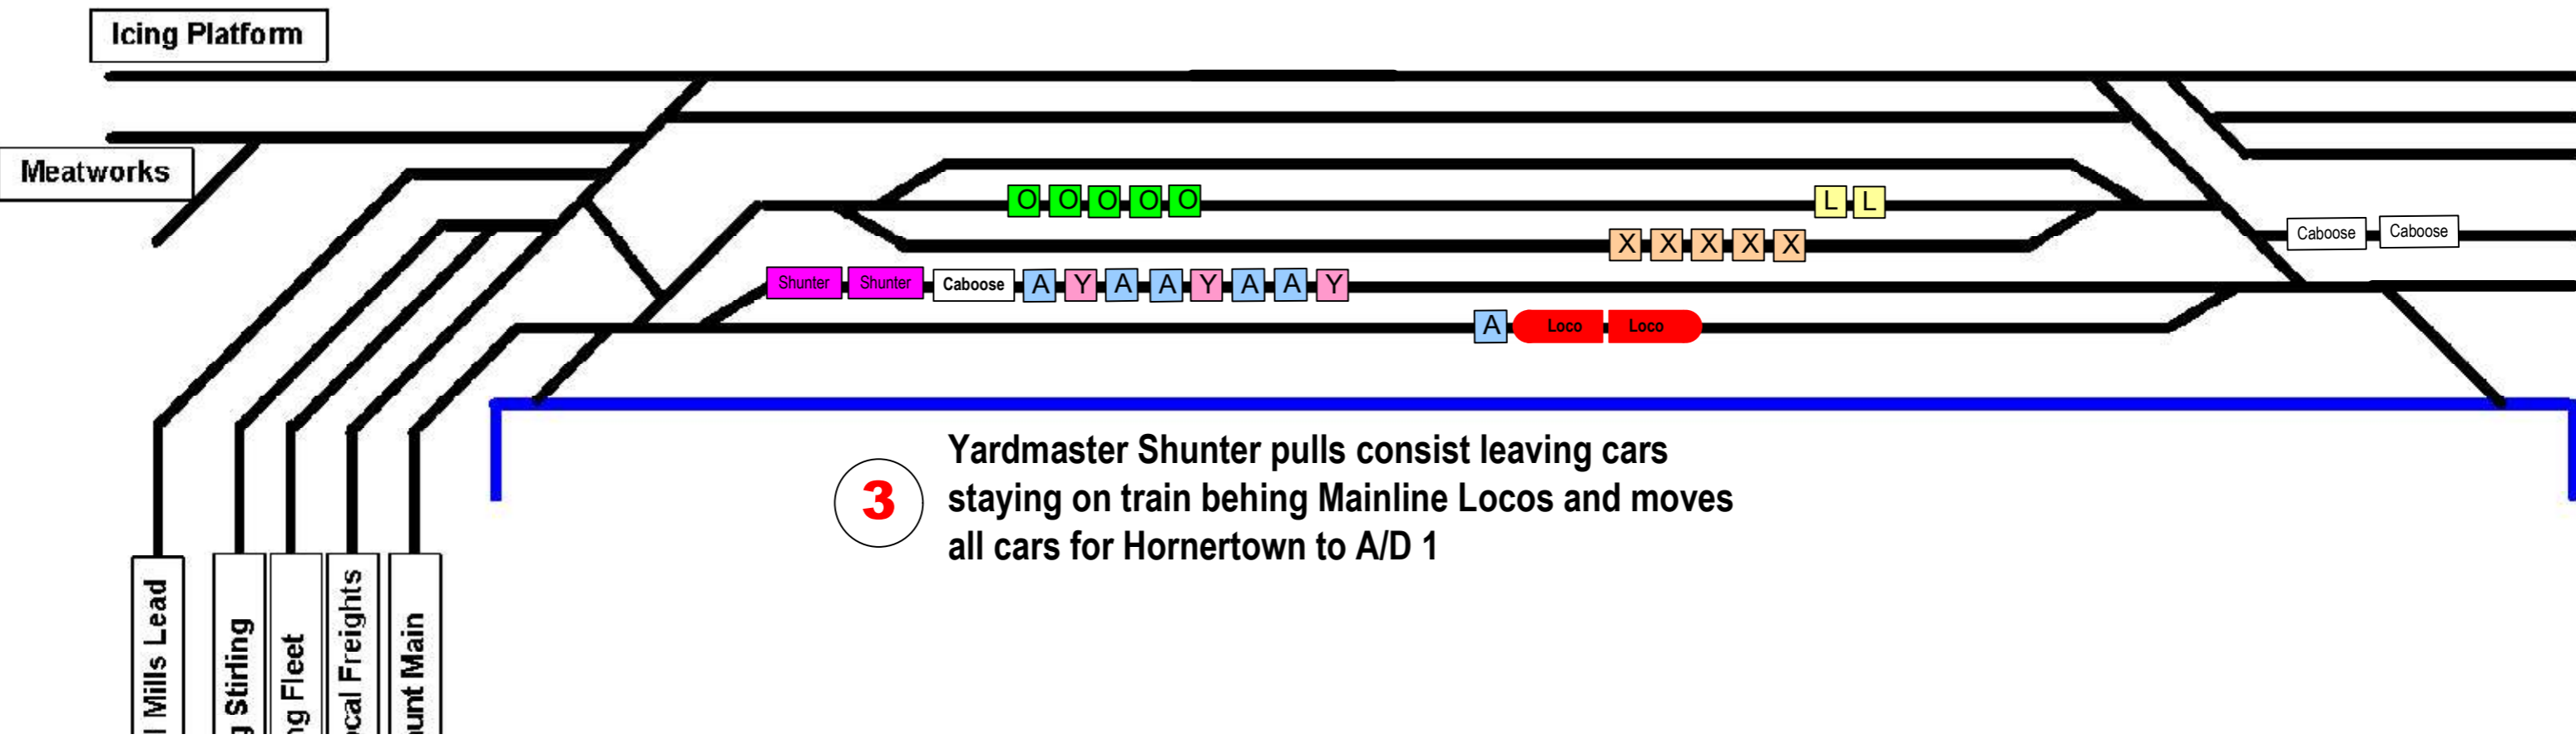 Icing Platform
Meatworks
O O O O O
L L
X X X X X
Caboose Caboose
Shunter Shunter Caboose A Y A A Y A A Y
A Loco Loco
3
Yardmaster Shunter pulls consist leaving cars
staying on train behing Mainline Locos and moves
all cars for Hornertown to A/D 1
Mills Lead
Stirling
Fleet
Freights
Main